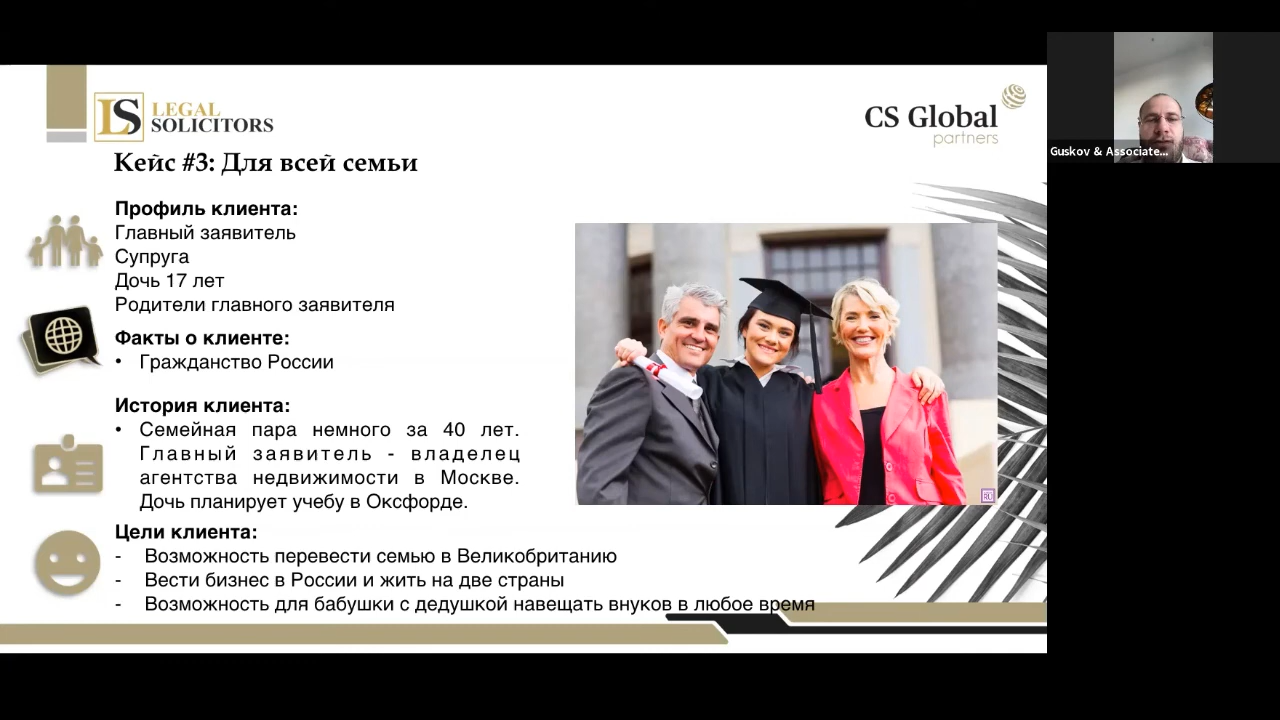 LS LEGAL
SOLICITORS
CS Global
partners
Кейс #3: Для всей семьи
Профиль клиента:
Главный заявитель
Супруга
Дочь 17 лет
Родители главного заявителя
Факты о клиенте:
• Гражданство России
История клиента:
• Семейная пара немного за 40 лет.
Главный заявитель - владелец
агентства недвижимости в Москве.
Дочь планирует учебу в Оксфорде.
Цели клиента:
- Возможность перевести семью в Великобританию
- Вести бизнес в России и жить на две страны
- Возможность для бабушки с дедушкой навещать внуков в любое время
Guskov & Associate...